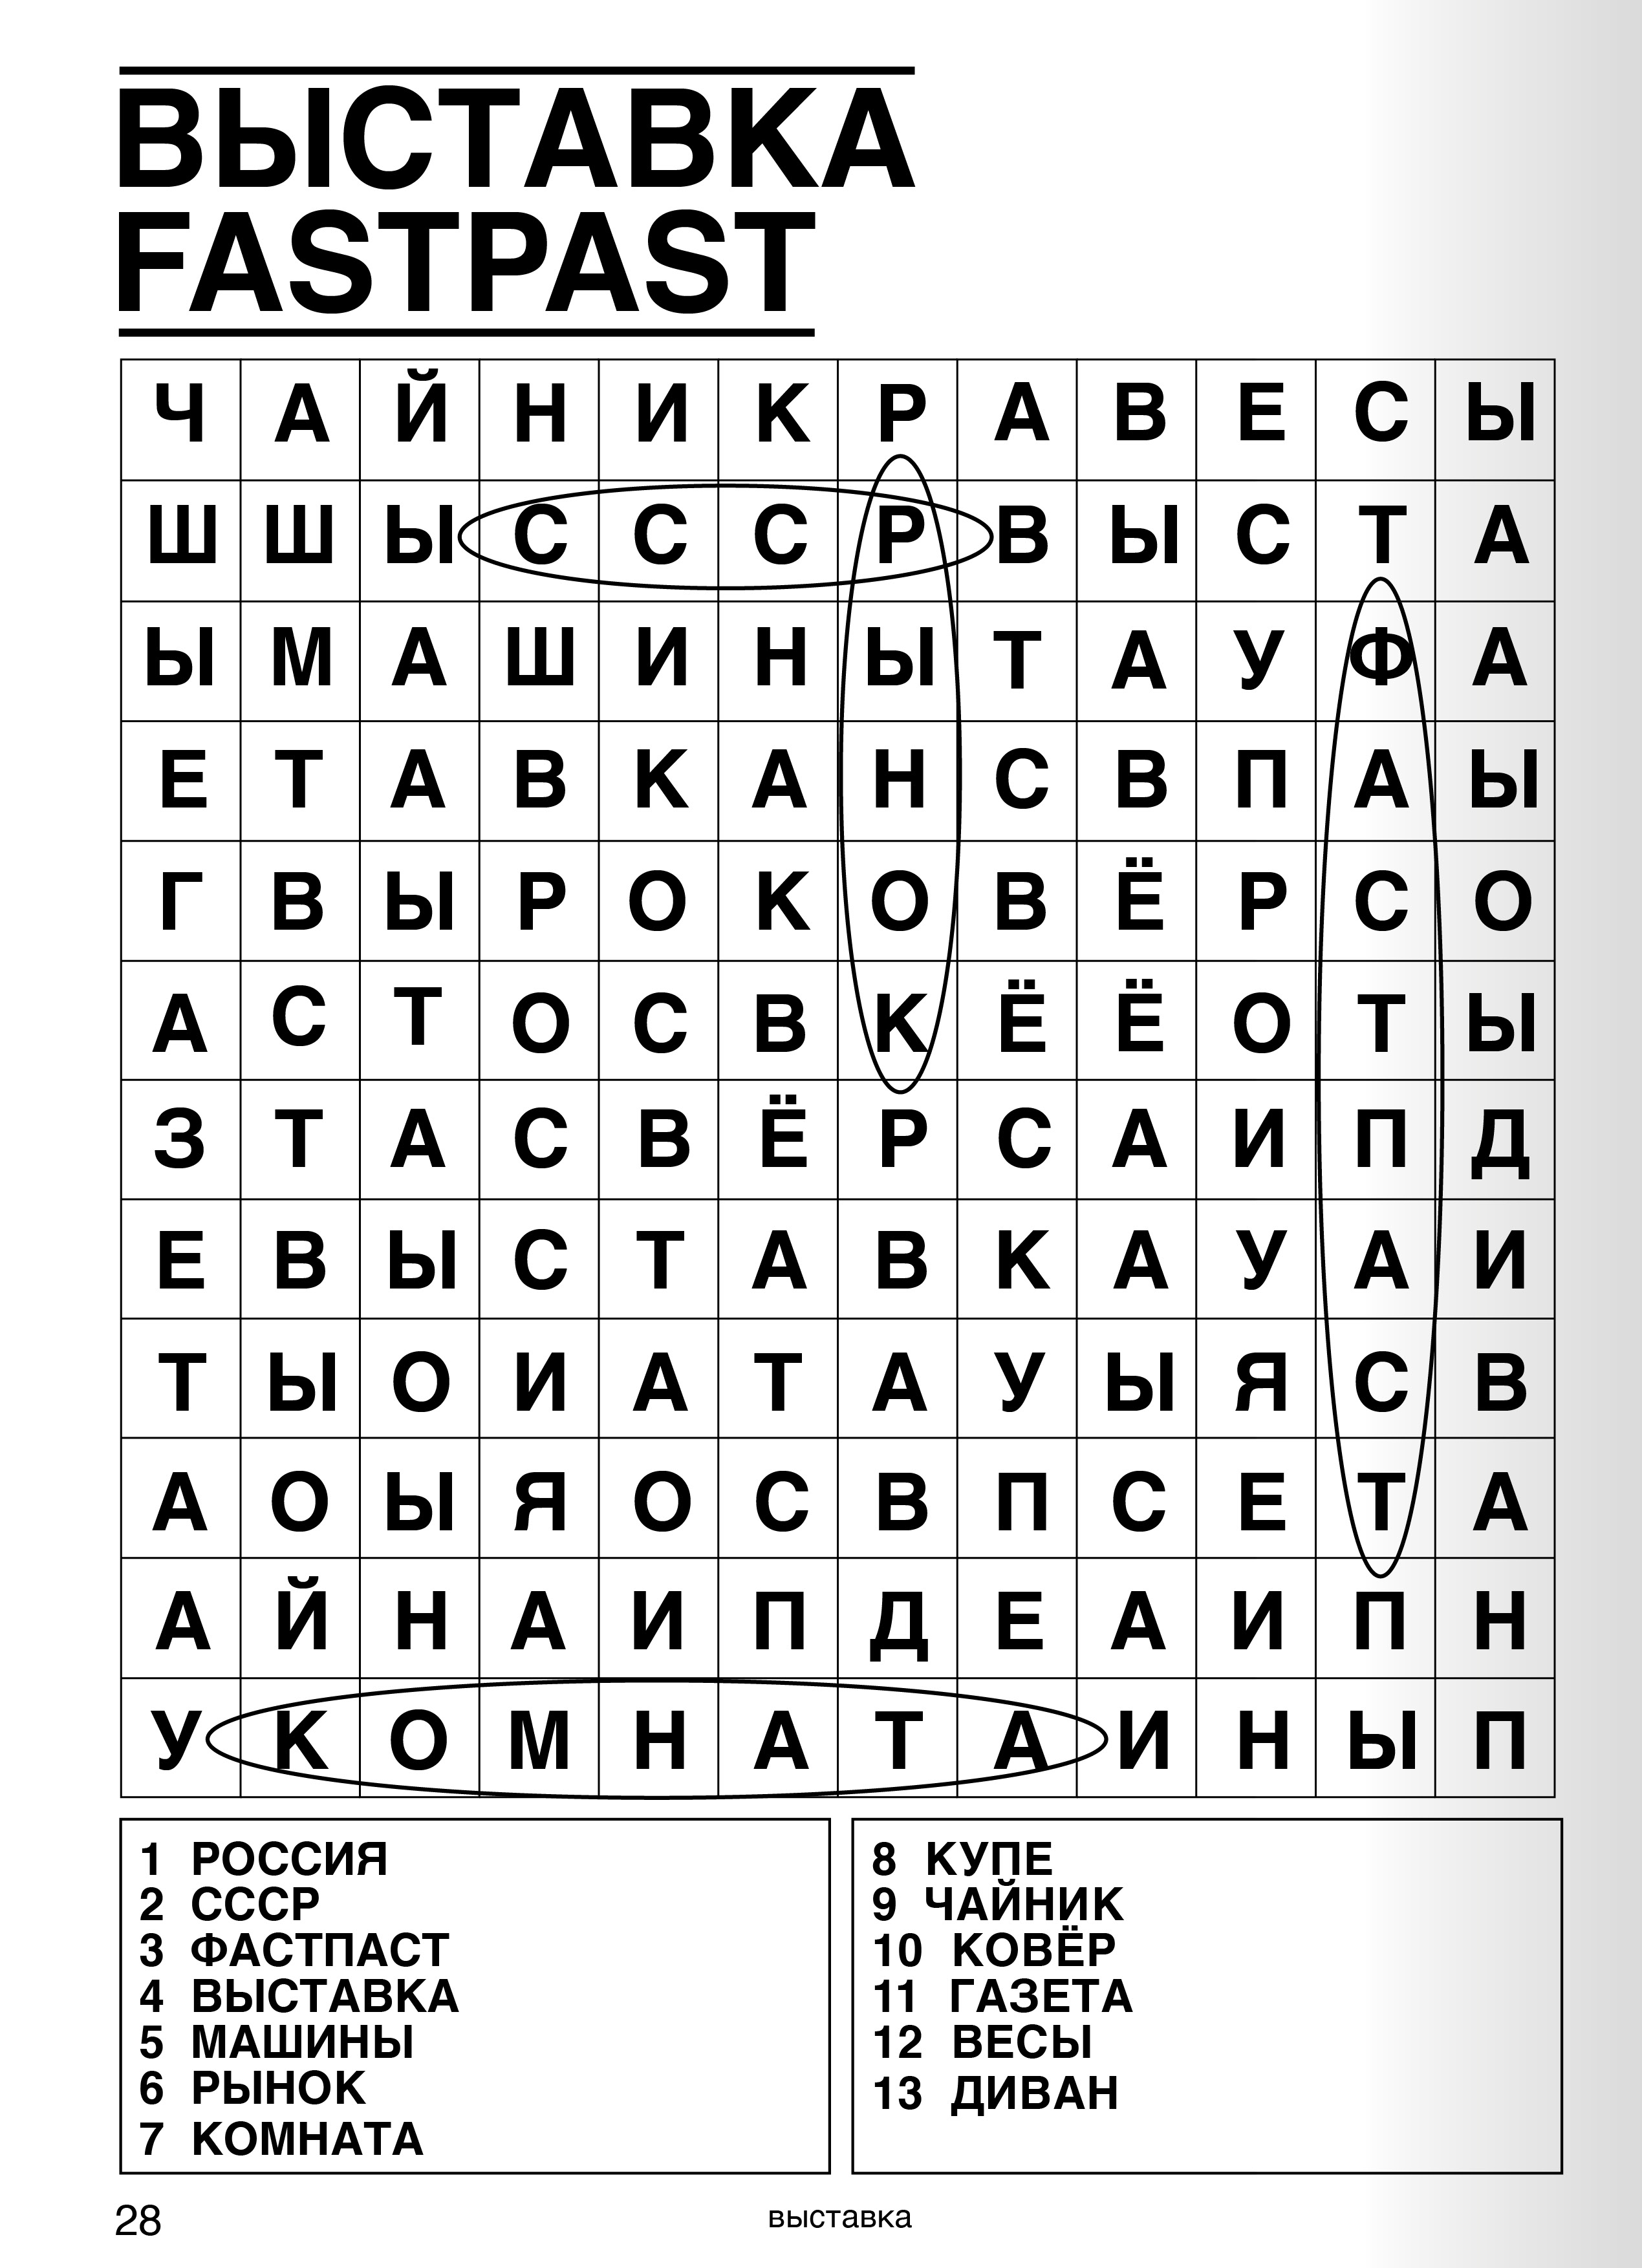 ВЫСТАВКА
FASTPAST
Ч А Й Н И К Р А В Е С Ы
Ш Ш Ы С С С Р В Ы С Т А
Ы М А Ш И Н Ы Т А У Ф А
Е Т А В К А Н С В П А Ы
Г В Ы Р О К О В Ё Р С О
А С Т О С В К Ё Ё О Т Ы
З Т А С В Ё Р С А И П Д
Е В Ы С Т А В К А У А И
Т Ы О И А Т А У Ы Я С В
А О Ы Я О С В П С Е Т А
А Й Н А И П Д Е А И П Н
У К О М Н А Т А И Н Ы П
1 РОССИЯ
2 СССР
3 ФАСТПАСТ
4 ВЫСТАВКА
5 МАШИНЫ
6 РЫНОК
7 КОМНАТА
8 КУПЕ
9 ЧАЙНИК
10 КОВЁР
11 ГАЗЕТА
12 ВЕСЫ
13 ДИВАН
28
выставка